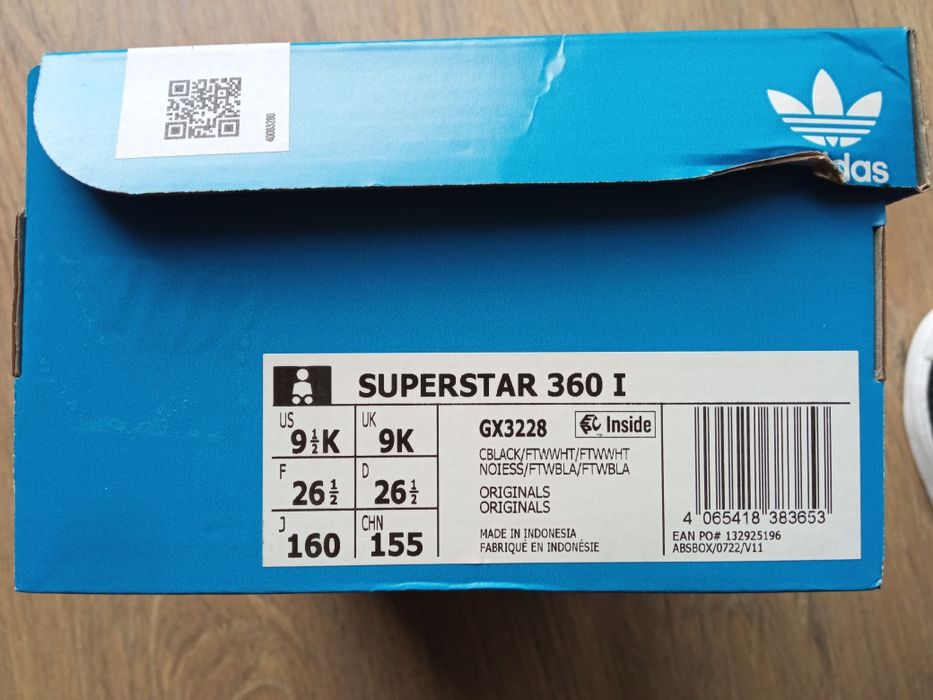 40083280
adidas
SUPERSTAR 360 I
US 9½K UK 9K
F 26½ D 26½
J 160 CHN 155
GX3228 Inside
CBLACK/FTWWHT/FTWWHT
NOIESS/FTWBLA/FTWBLA
ORIGINALS
ORIGINALS
MADE IN INDONESIA
FABRIQUÉ EN INDONÉSIE
4 065418 383653
EAN PO# 132925196
ABSBOX/0722/V11